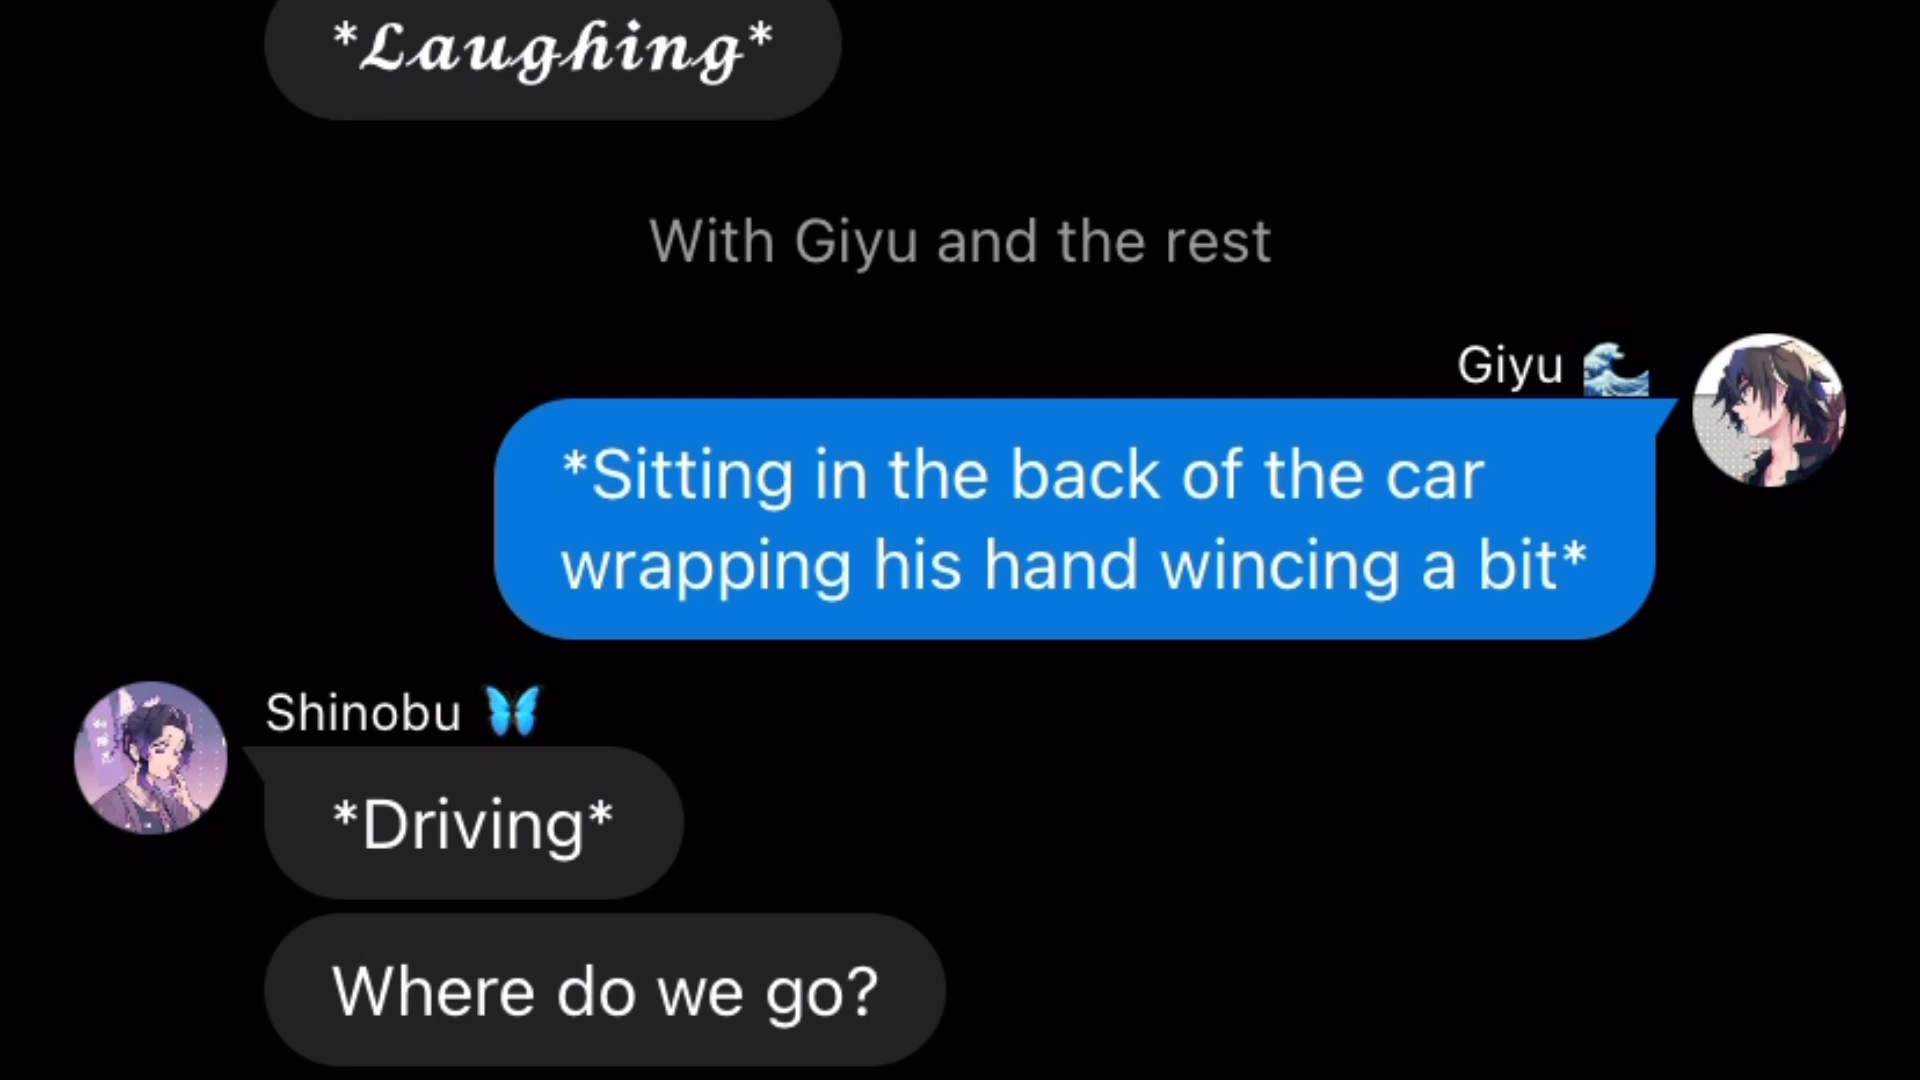 *𝓛𝓪𝓾𝓰𝓱𝓲𝓷𝓰*
With Giyu and the rest
Giyu 🌊
*Sitting in the back of the car
wrapping his hand wincing a bit*
Shinobu 🦋
*Driving*
Where do we go?